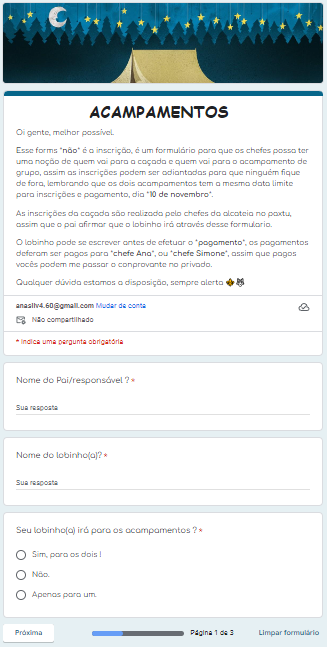 ACAMPAMENTOS
Oi gente, melhor possível.
Esse forms "não" é a inscrição, é um formulário para que os chefes possa ter
uma noção de quem vai para a caçada e quem vai para o acampamento de
grupo, assim as inscrições podem ser adiantadas para que ninguém fique
de fora, lembrando que os dois acampamentos tem a mesma data limite
para inscrições e pagamento, dia "10 de novembro".
As inscrições da caçada são realizada pelo chefes da alcateia no paxtu,
assim que o pai afirmar que o lobinho irá através desse formulario.
O lobinho pode se escrever antes de efetuar o "pagamento", os pagamentos
deferam ser pagos para "chefe Ana", ou "chefe Simone", assim que pagos
vocês podem me passar o conprovante no privado.
Qualquer dúvida estamos a disposição, sempre alerta
anasilv4.60@gmail.com Mudar de conta
Não compartilhado
* Indica uma pergunta obrigatória
Nome do Pai/responsável ? *
Sua resposta
Nome do lobinho(a)? *
Sua resposta
Seu lobinho(a) irá para os acampamentos ? *
Sim, para os dois !
Não.
Apenas para um.
Próxima
Página 1 de 3
Limpar formulário